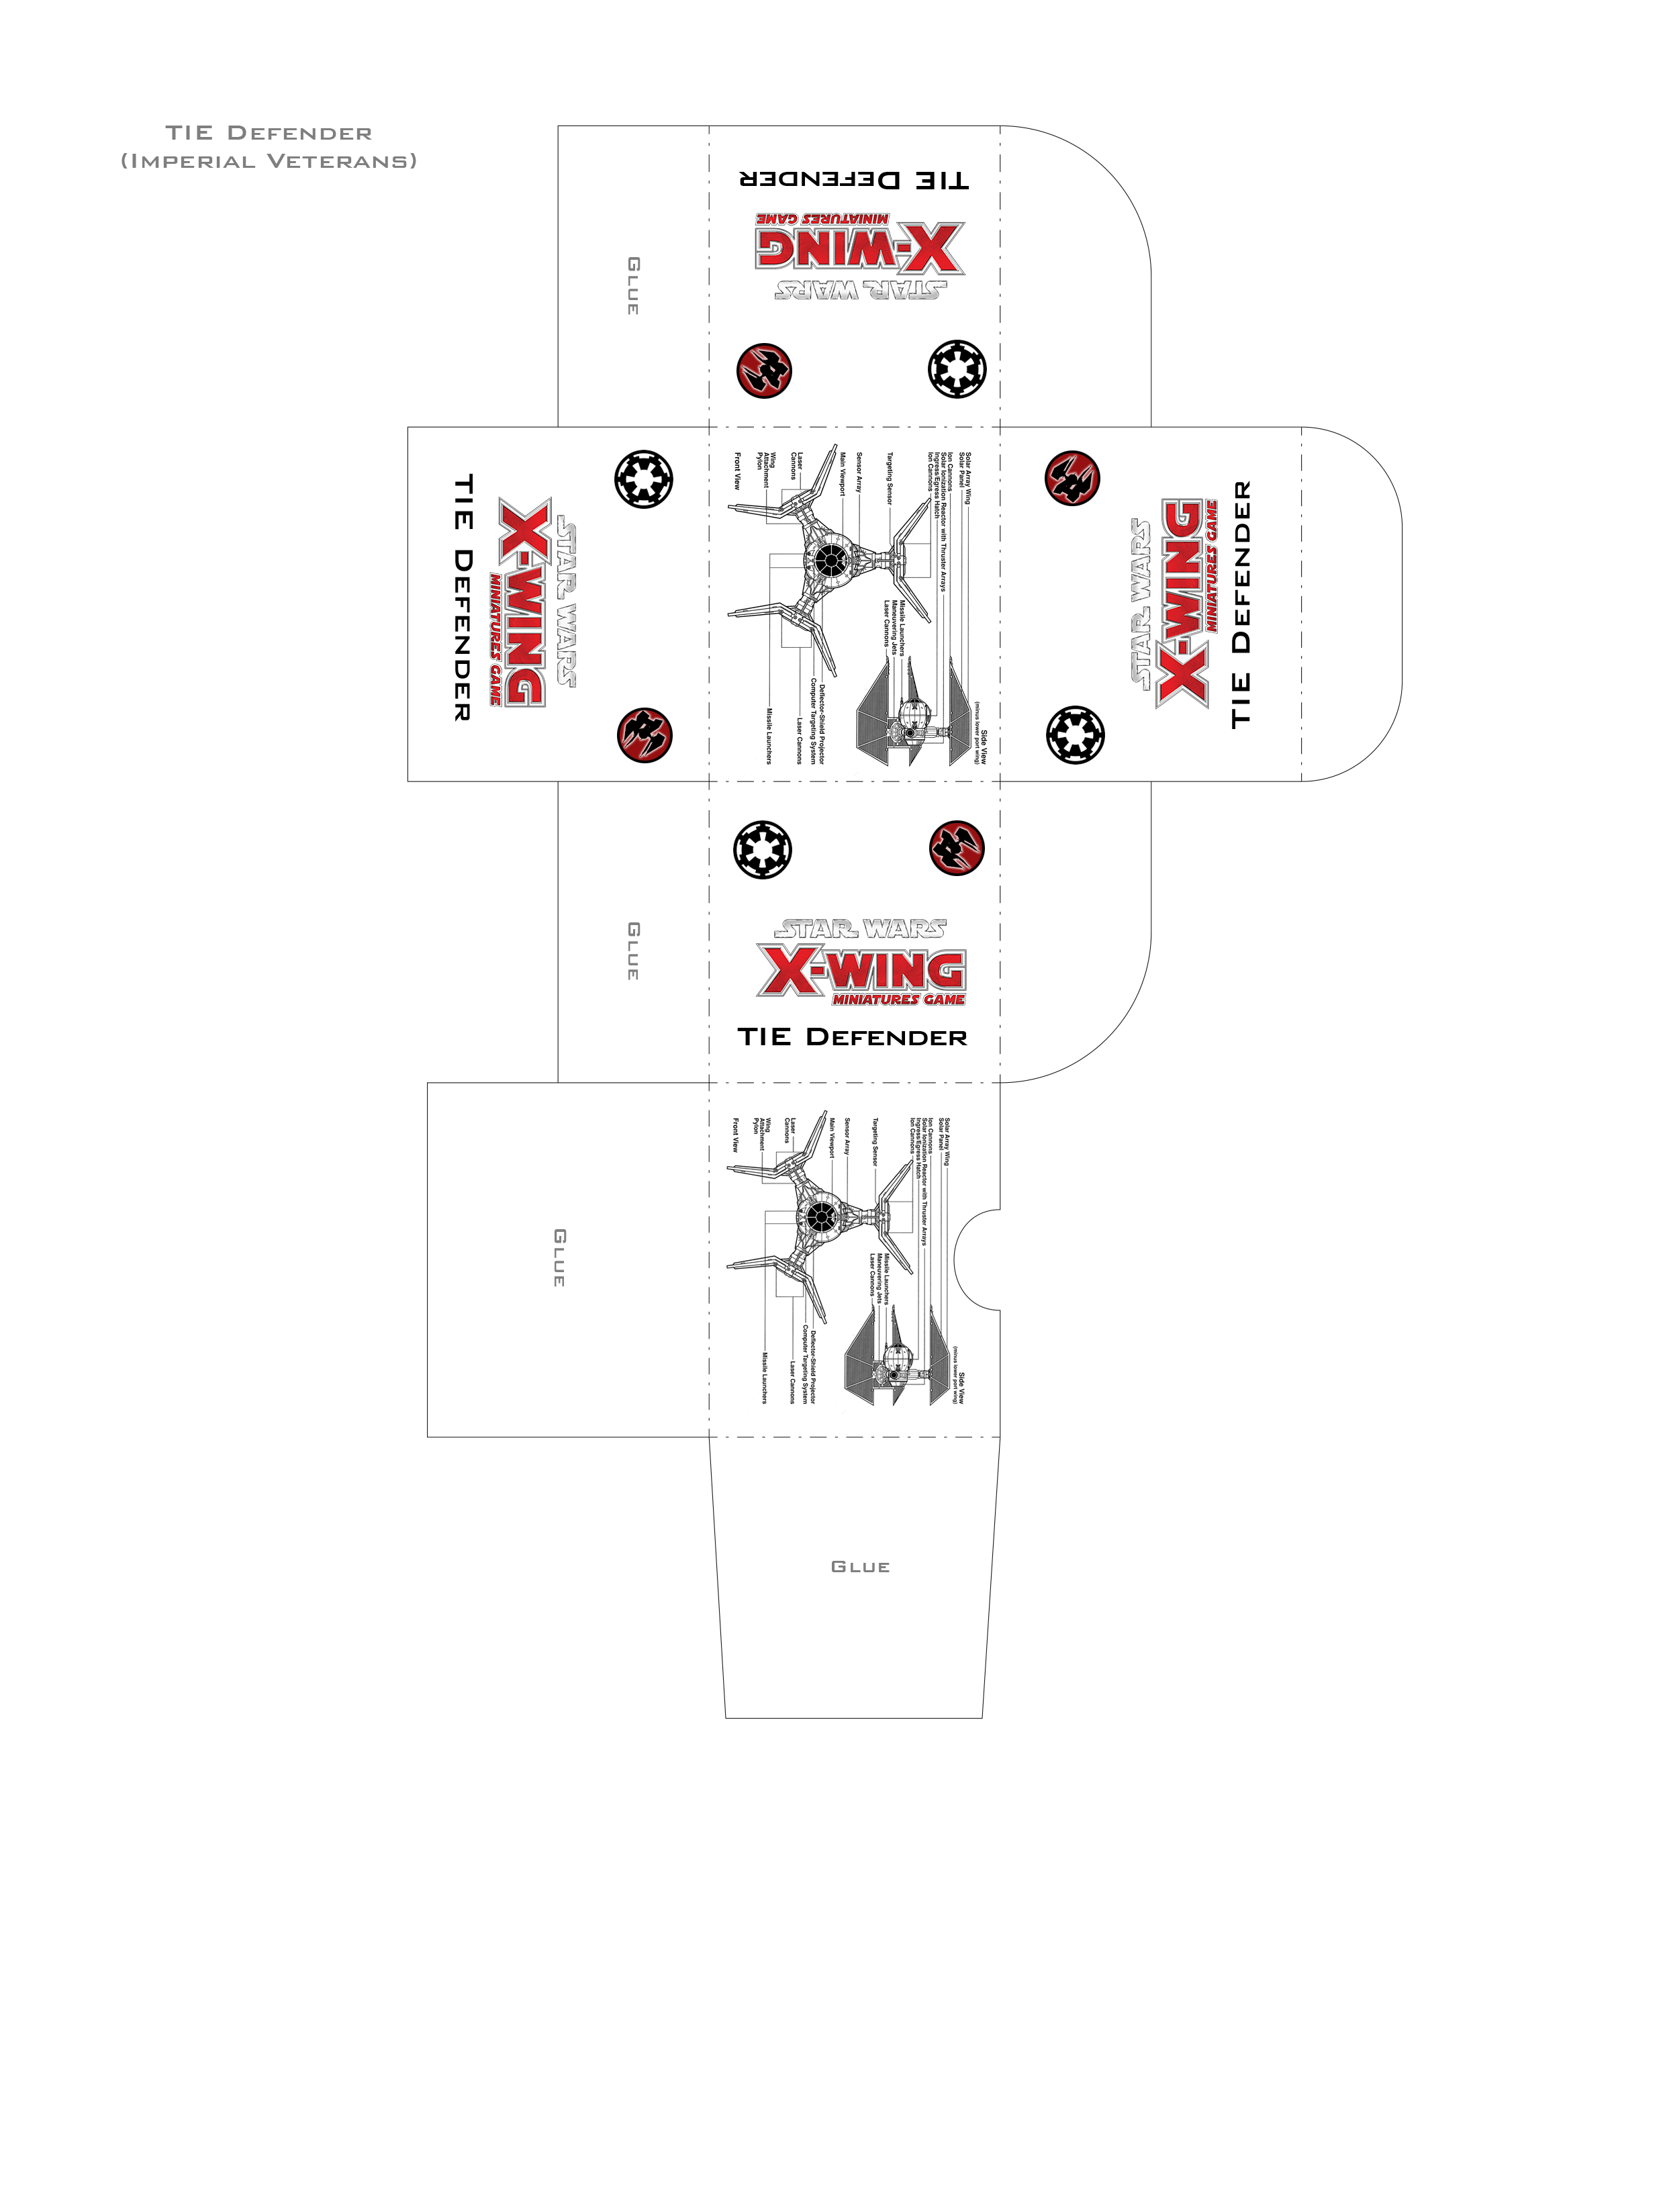 TIE Defender
(Imperial Veterans)
TIE Defender
MINIATURES GAME
X-WING
STAR WARS
Glue
TIE Defender
STAR WARS
X-WING
MINIATURES GAME
Solar Array Wing
Solar Panel
Ion Cannons
Solar Ionization Reactor with Thruster Arrays
Ingress/Egress Hatch
Ion Cannons
Targeting Sensor
Sensor Array
Main Viewport
Laser
Cannons
Wing
Attachment
Pylon
Front View
Missile Launchers
Maneuvering Jets
Laser Cannons
Side View
(minus lower port wing)
Deflector-Shield Projector
Computer Targeting System
Laser Cannons
Missile Launchers
STAR WARS
X-WING
MINIATURES GAME
TIE Defender
Glue
STAR WARS
X-WING
MINIATURES GAME
TIE Defender
Glue
Solar Array Wing
Solar Panel
Ion Cannons
Solar Ionization Reactor with Thruster Arrays
Ingress/Egress Hatch
Ion Cannons
Targeting Sensor
Sensor Array
Main Viewport
Laser
Cannons
Wing
Attachment
Pylon
Front View
Missile Launchers
Maneuvering Jets
Laser Cannons
Side View
(minus lower port wing)
Deflector-Shield Projector
Computer Targeting System
Laser Cannons
Missile Launchers
Glue